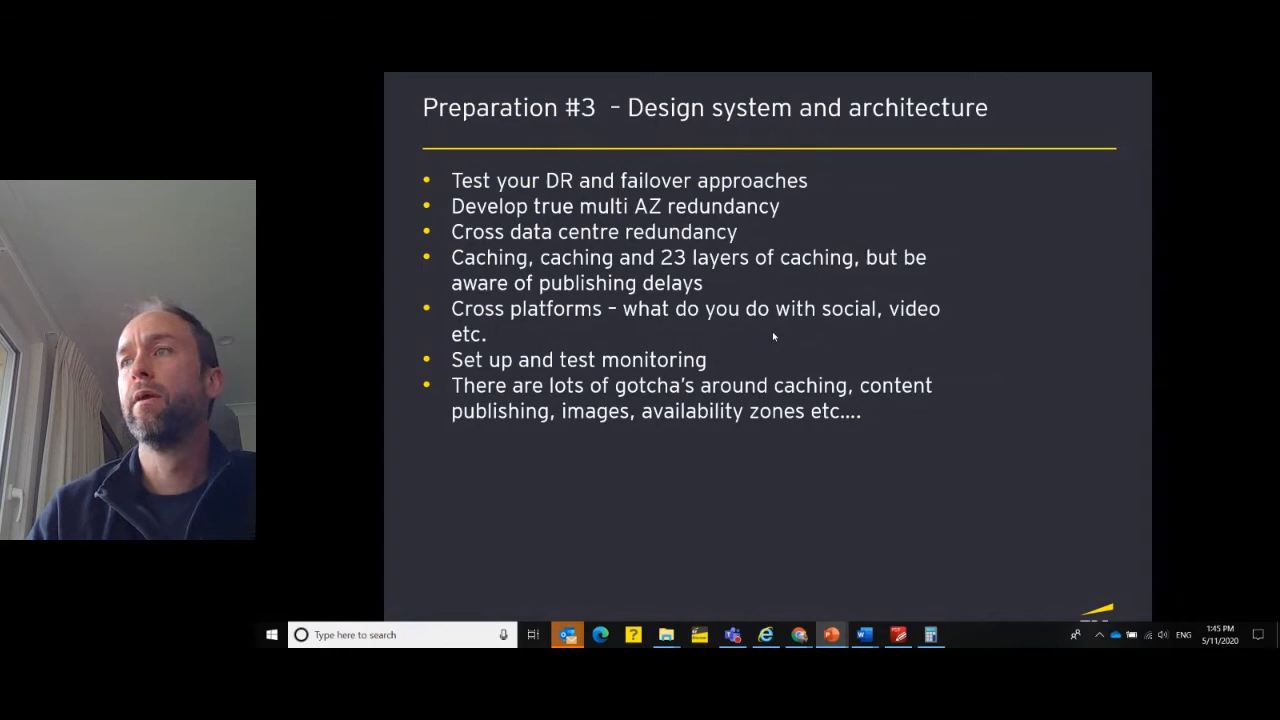 Preparation #3 – Design system and architecture
• Test your DR and failover approaches
• Develop true multi AZ redundancy
• Cross data centre redundancy
• Caching, caching and 23 layers of caching, but be
aware of publishing delays
• Cross platforms – what do you do with social, video
etc.
• Set up and test monitoring
• There are lots of gotcha's around caching, content
publishing, images, availability zones etc....
Type here to search
ENG
1:45 PM
5/11/2020